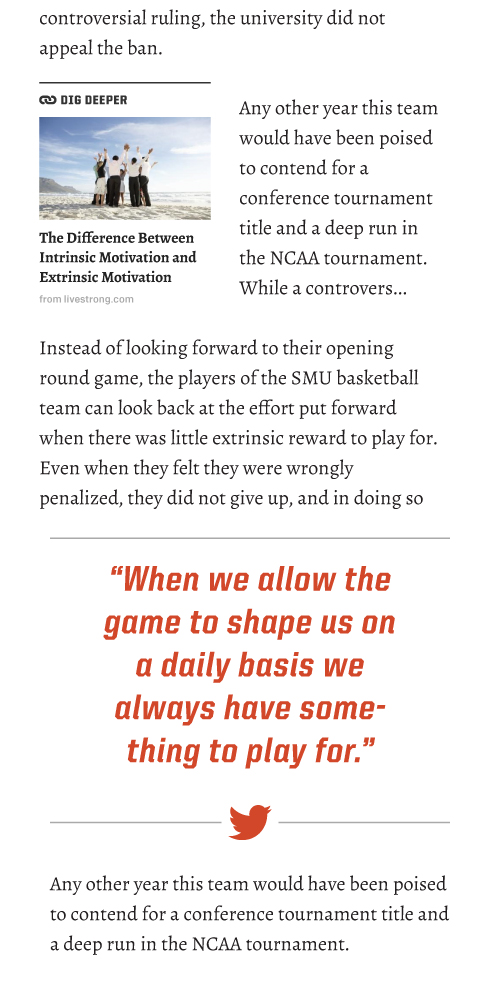 controversial ruling, the university did not
appeal the ban.
DIG DEEPER
The Difference Between
Intrinsic Motivation and
Extrinsic Motivation
from livestrong.com
Any other year this team
would have been poised
to contend for a
conference tournament
title and a deep run in
the NCAA tournament.
While a controvers...
Instead of looking forward to their opening
round game, the players of the SMU basketball
team can look back at the effort put forward
when there was little extrinsic reward to play for.
Even when they felt they were wrongly
penalized, they did not give up, and in doing so
“When we allow the
game to shape us on
a daily basis we
always have some-
thing to play for.”
Any other year this team would have been poised
to contend for a conference tournament title and
a deep run in the NCAA tournament.